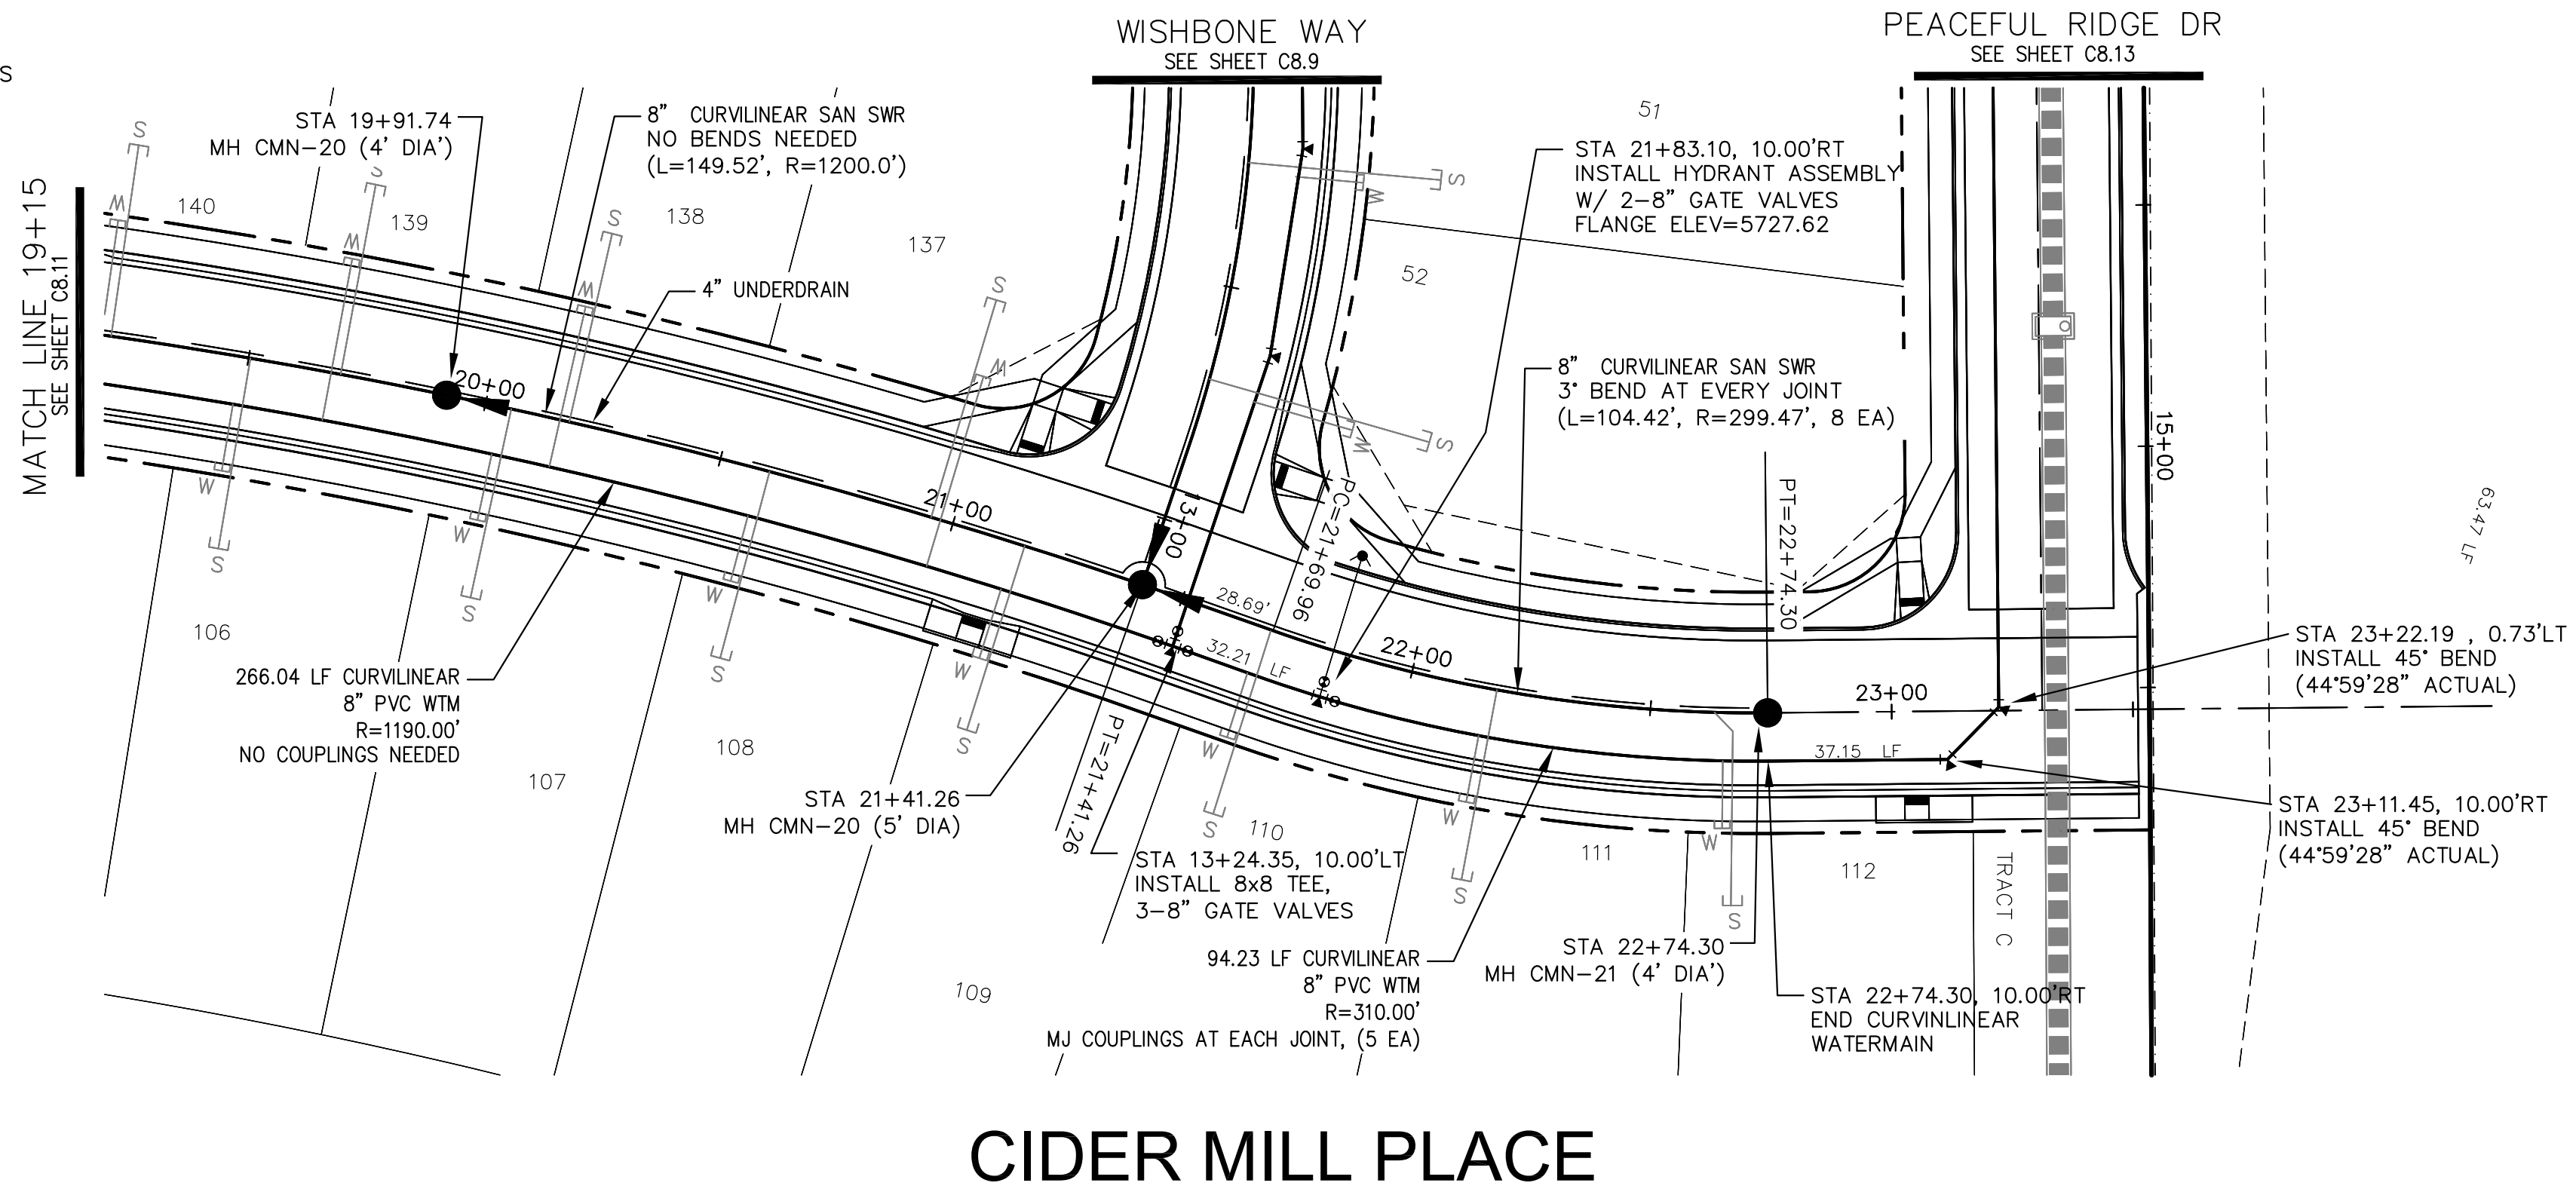 WISHBONE WAY
SEE SHEET C8.9
PEACEFUL RIDGE DR
SEE SHEET C8.13
S
MATCH LINE 19+15
SEE SHEET C8.11
STA 19+91.74
MH CMN-20 (4' DIA')
8" CURVILINEAR SAN SWR
NO BENDS NEEDED
(L=149.52', R=1200.0')
4" UNDERDRAIN
STA 21+83.10, 10.00'RT
INSTALL HYDRANT ASSEMBLY
W/ 2-8" GATE VALVES
FLANGE ELEV=5727.62
8" CURVILINEAR SAN SWR
3° BEND AT EVERY JOINT
(L=104.42', R=299.47', 8 EA)
S
W
140
S
W
139
S
W
138
137
S
W
S
W
S
W
51
52
20+00
21+00
13+00
22+00
23+00
15+00
PC=21+69.96
PT=22+74.30
PT=21+41.26
28.69'
32.21 LF
37.15 LF
63.47 LF
W
S
W
S
W
S
W
S
W
S
W
S
W
S
106
107
108
109
110
111
112
TRACT C
266.04 LF CURVILINEAR
8" PVC WTM
R=1190.00'
NO COUPLINGS NEEDED
STA 21+41.26
MH CMN-20 (5' DIA)
STA 13+24.35, 10.00'LT
INSTALL 8x8 TEE,
3-8" GATE VALVES
94.23 LF CURVILINEAR
8" PVC WTM
R=310.00'
MJ COUPLINGS AT EACH JOINT, (5 EA)
STA 22+74.30
MH CMN-21 (4' DIA')
STA 22+74.30, 10.00'RT
END CURVINLINEAR
WATERMAIN
STA 23+22.19 , 0.73'LT
INSTALL 45° BEND
(44°59'28" ACTUAL)
STA 23+11.45, 10.00'RT
INSTALL 45° BEND
(44°59'28" ACTUAL)
CIDER MILL PLACE